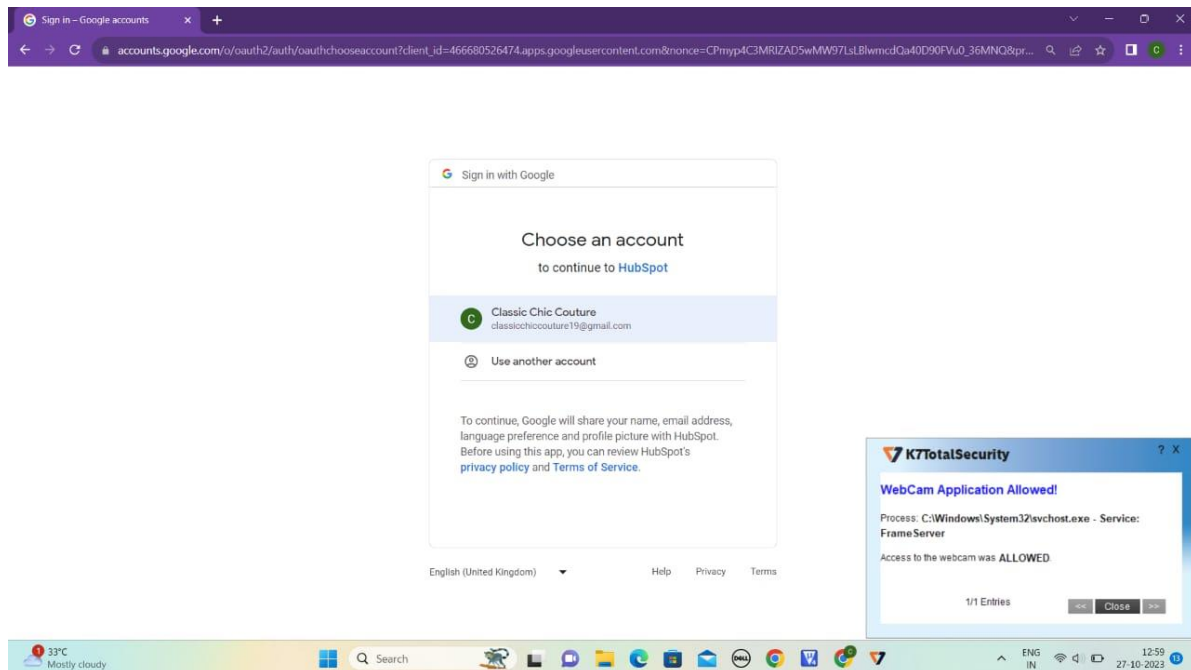 Sign in – Google accounts
accounts.google.com/o/oauth2/auth/oauthchooseaccount?client_id=466680526474.apps.googleusercontent.com&nonce=CPmyp4C3MRIZAD5wMW97LsLBlwmcdQa40D90FVu0_36MNQ&pr...
C
G Sign in with Google
Choose an account
to continue to HubSpot
C
Classic Chic Couture
classicchiccouture19@gmail.com
Use another account
To continue, Google will share your name, email address,
language preference and profile picture with HubSpot.
Before using this app, you can review HubSpot's
privacy policy and Terms of Service.
English (United Kingdom)
Help Privacy Terms
K7TotalSecurity
? X
WebCam Application Allowed!
Process: C:\Windows\System32\svchost.exe - Service:
FrameServer
Access to the webcam was ALLOWED
1/1 Entries
<< Close >>
1
33°C
Mostly cloudy
Search
DELL
ENG
IN
12:59
27-10-2023
13